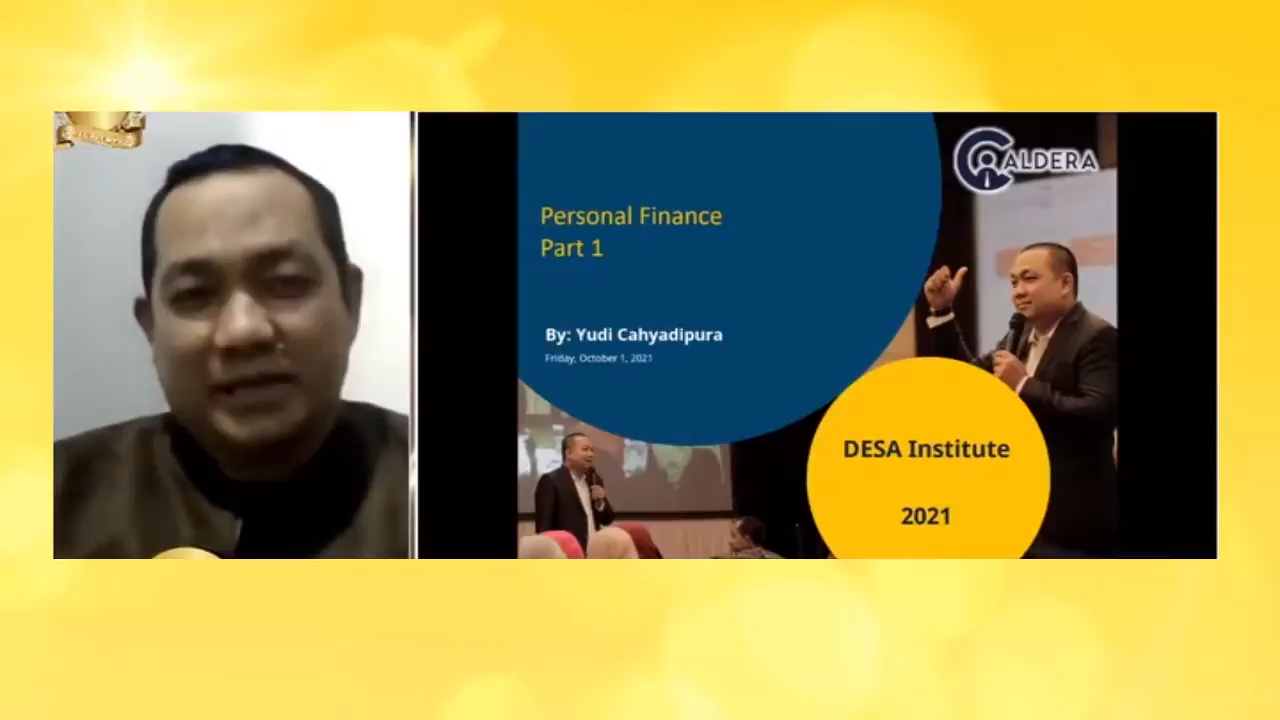 CALDERA
Personal Finance
Part 1
By: Yudi Cahyadipura
Friday, October 1, 2021
DESA Institute
2021